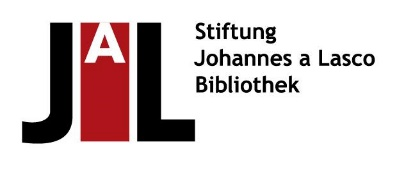 JAL
Stiftung
Johannes a Lasco
Bibliothek